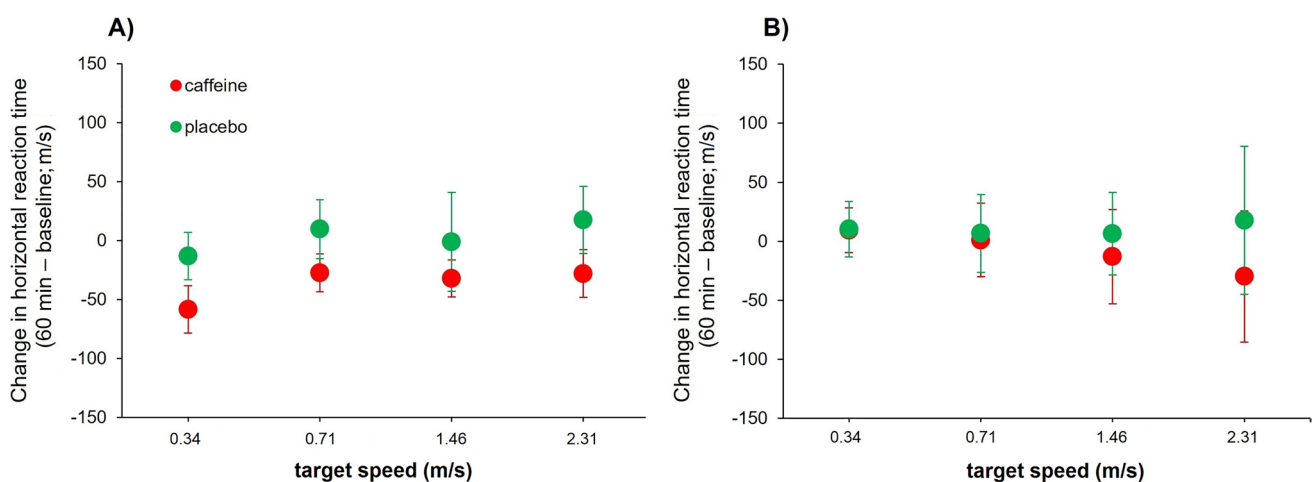 A)
150
100
50
0
-50
-100
-150
Change in horizontal reaction time
(60 min – baseline;m/s)
caffeine
placebo
0.34 0.71 1.46 2.31
target speed (m/s)
B)
150
100
50
0
-50
-100
-150
Change in horizontal reaction time
(60 min – baseline; m/s)
0.34 0.71 1.46 2.31
target speed (m/s)